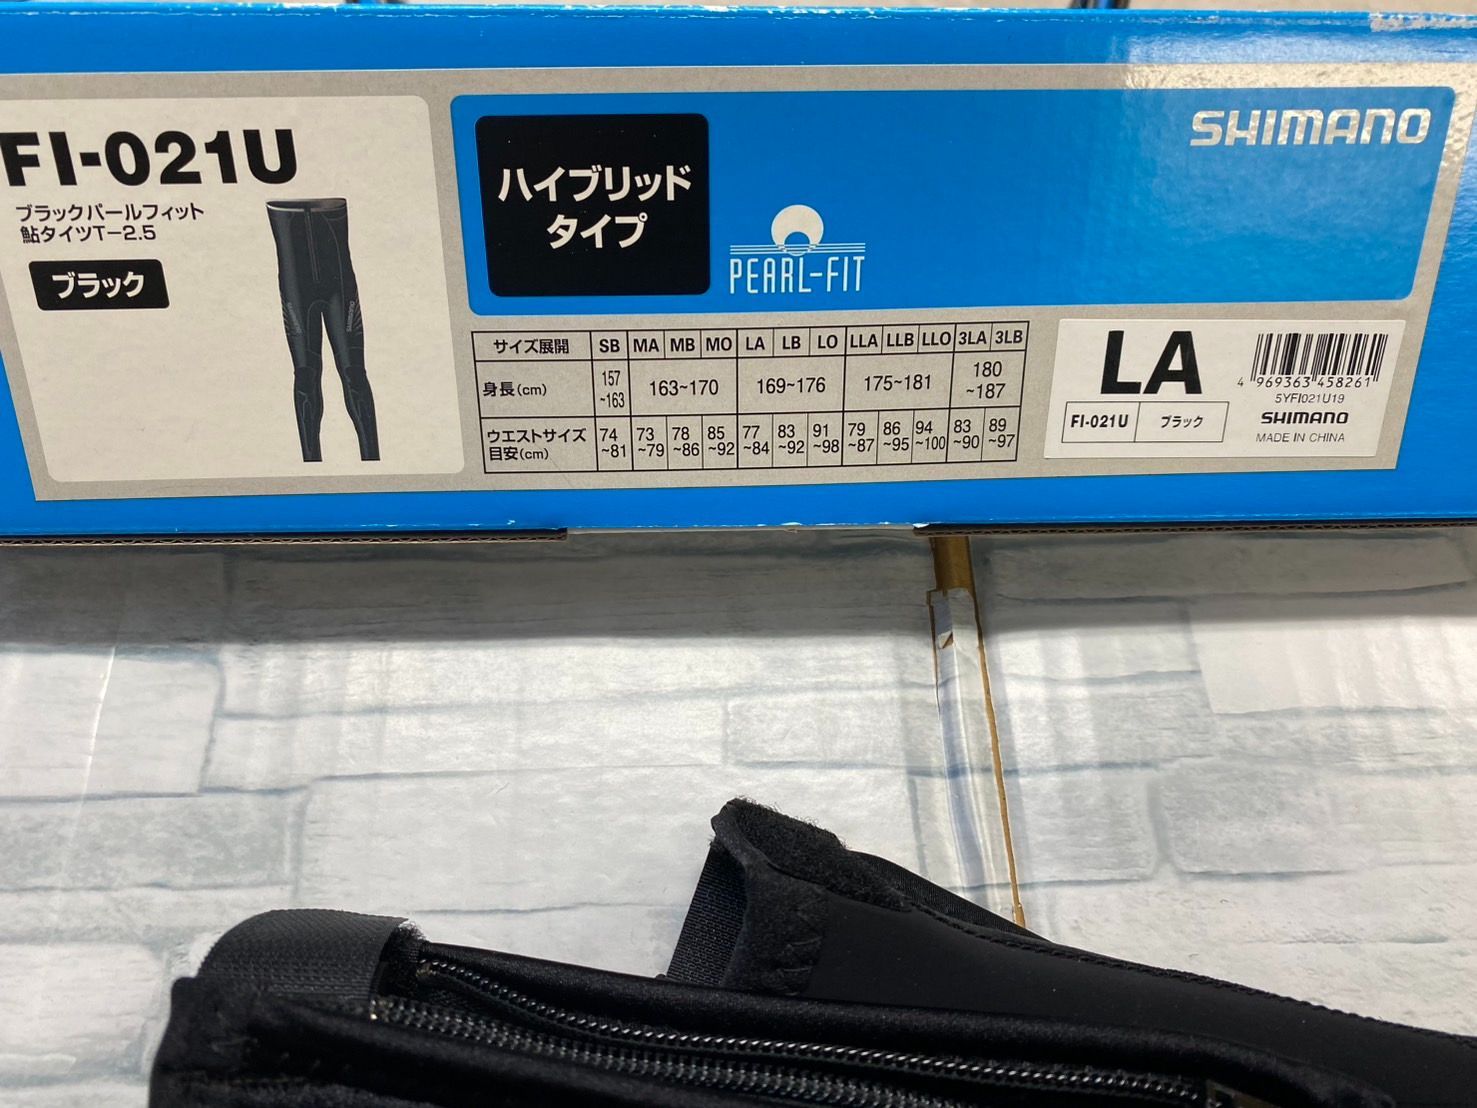 FI-021U
ブラックパールフィット
鮎タイツT-2.5
ブラック
ハイブリッド
タイプ
PEARL-FIT
SHIMANO
サイズ展開 SB MA MB MO LA LB LO LLA LLB LLO 3LA 3LB
身長(cm) 157~163 163~170 169~176 175~181 180~187
ウエストサイズ目安(cm) 74~81 73~79 78~86 85~92 77~84 83~92 91~98 79~87 86~95 94~100 83~90 89~97
LA
4 969363 458261
5YFI021U19
FI-021U ブラック
SHIMANO
MADE IN CHINA